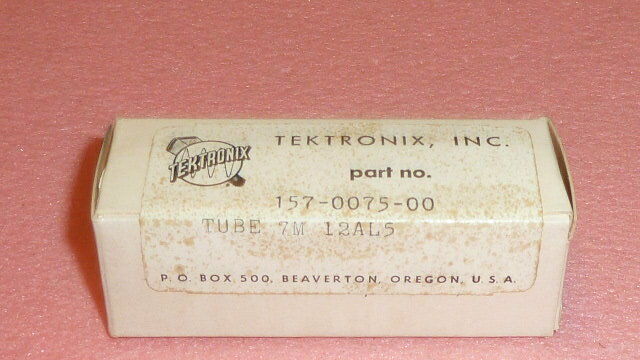 TEKTRONIX
TEKTRONIX, INC.
part no.
157-0075-00
TUBE 7M 12AL5
P.O. BOX 500, BEAVERTON, OREGON, U.S.A.